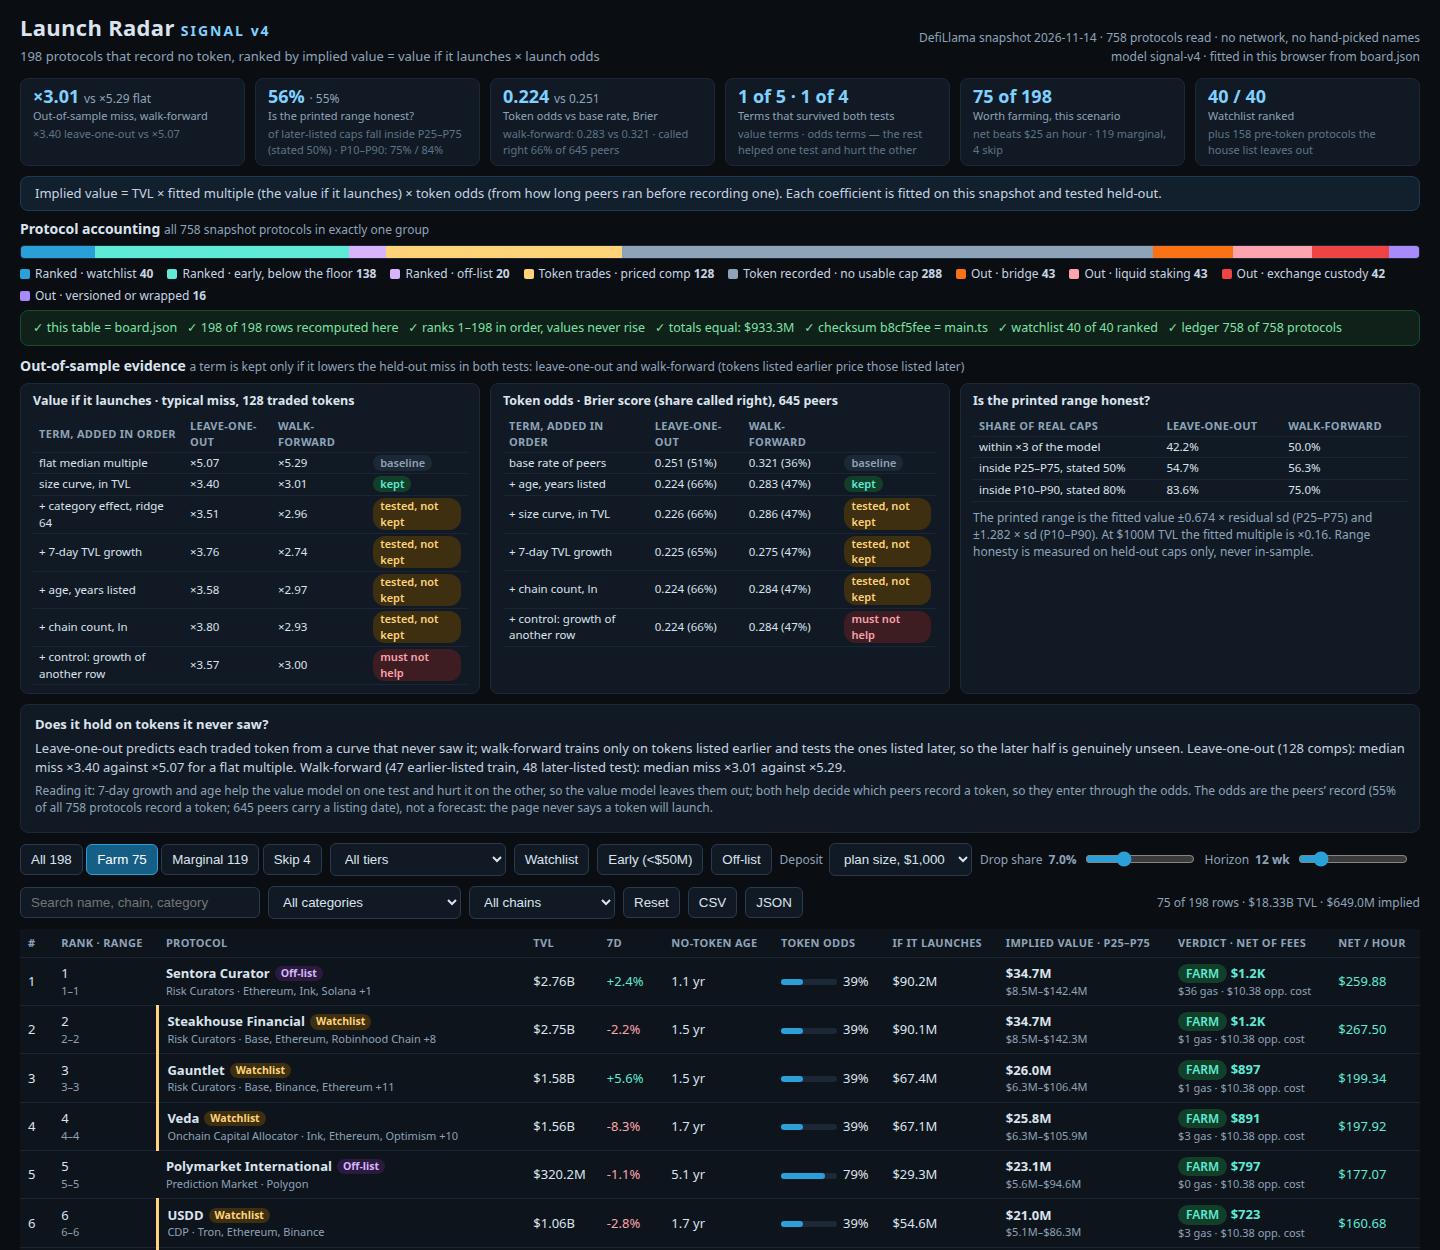 Launch Radar SIGNAL v4
198 protocols that record no token, ranked by implied value = value if it launches × launch odds
DefiLlama snapshot 2026-11-14 · 758 protocols read · no network, no hand-picked names
model signal-v4 · fitted in this browser from board.json
×3.01 vs ×5.29 flat
Out-of-sample miss, walk-forward
×3.40 leave-one-out vs ×5.07
56% · 55%
Is the printed range honest?
of later-listed caps fall inside P25–P75
(stated 50%) · P10–P90: 75% / 84%
0.224 vs 0.251
Token odds vs base rate, Brier
walk-forward: 0.283 vs 0.321 · called
right 66% of 645 peers
1 of 5 · 1 of 4
Terms that survived both tests
value terms · odds terms — the rest
helped one test and hurt the other
75 of 198
Worth farming, this scenario
net beats $25 an hour · 119 marginal,
4 skip
40 / 40
Watchlist ranked
plus 158 pre-token protocols the
house list leaves out
Implied value = TVL × fitted multiple (the value if it launches) × token odds (from how long peers ran before recording one). Each coefficient is fitted on this snapshot and tested held-out.
Protocol accounting all 758 snapshot protocols in exactly one group
Ranked · watchlist 40 Ranked · early, below the floor 138 Ranked · off-list 20 Token trades · priced comp 128 Token recorded · no usable cap 288 Out · bridge 43 Out · liquid staking 43 Out · exchange custody 42
Out · versioned or wrapped 16
✓ this table = board.json ✓ 198 of 198 rows recomputed here ✓ ranks 1–198 in order, values never rise ✓ totals equal: $933.3M ✓ checksum b8cf5fee = main.ts ✓ watchlist 40 of 40 ranked ✓ ledger 758 of 758 protocols
Out-of-sample evidence a term is kept only if it lowers the held-out miss in both tests: leave-one-out and walk-forward (tokens listed earlier price those listed later)
Value if it launches · typical miss, 128 traded tokens
TERM, ADDED IN ORDER LEAVE-ONE-OUT WALK-FORWARD
flat median multiple ×5.07 ×5.29 baseline
size curve, in TVL ×3.40 ×3.01 kept
+ category effect, ridge 64 ×3.51 ×2.96 tested, not kept
+ 7-day TVL growth ×3.76 ×2.74 tested, not kept
+ age, years listed ×3.58 ×2.97 tested, not kept
+ chain count, ln ×3.80 ×2.93 tested, not kept
+ control: growth of another row ×3.57 ×3.00 must not help
Token odds · Brier score (share called right), 645 peers
TERM, ADDED IN ORDER LEAVE-ONE-OUT WALK-FORWARD
base rate of peers 0.251 (51%) 0.321 (36%) baseline
+ age, years listed 0.224 (66%) 0.283 (47%) kept
+ size curve, in TVL 0.226 (66%) 0.286 (47%) tested, not kept
+ 7-day TVL growth 0.225 (65%) 0.275 (47%) tested, not kept
+ chain count, ln 0.224 (66%) 0.284 (47%) tested, not kept
+ control: growth of another row 0.224 (66%) 0.284 (47%) must not help
Is the printed range honest?
SHARE OF REAL CAPS LEAVE-ONE-OUT WALK-FORWARD
within ×3 of the model 42.2% 50.0%
inside P25–P75, stated 50% 54.7% 56.3%
inside P10–P90, stated 80% 83.6% 75.0%
The printed range is the fitted value ±0.674 × residual sd (P25–P75) and
±1.282 × sd (P10–P90). At $100M TVL the fitted multiple is ×0.16. Range
honesty is measured on held-out caps only, never in-sample.
Does it hold on tokens it never saw?
Leave-one-out predicts each traded token from a curve that never saw it; walk-forward trains only on tokens listed earlier and tests the ones listed later, so the later half is genuinely unseen. Leave-one-out (128 comps): median
miss ×3.40 against ×5.07 for a flat multiple. Walk-forward (47 earlier-listed train, 48 later-listed test): median miss ×3.01 against ×5.29.
Reading it: 7-day growth and age help the value model on one test and hurt it on the other, so the value model leaves them out; both help decide which peers record a token, so they enter through the odds. The odds are the peers’ record (55%
of all 758 protocols record a token; 645 peers carry a listing date), not a forecast: the page never says a token will launch.
All 198 Farm 75 Marginal 119 Skip 4 All tiers Watchlist Early (<$50M) Off-list Deposit plan size, $1,000 Drop share 7.0% Horizon 12 wk
Search name, chain, category All categories All chains Reset CSV JSON 75 of 198 rows · $18.33B TVL · $649.0M implied
# RANK · RANGE PROTOCOL TVL 7D NO-TOKEN AGE TOKEN ODDS IF IT LAUNCHES IMPLIED VALUE · P25–P75 VERDICT · NET OF FEES NET / HOUR
1 1 Sentora Curator Off-list $2.76B +2.4% 1.1 yr 39% $90.2M $34.7M FARM $1.2K $259.88
1–1 Risk Curators · Ethereum, Ink, Solana +1 $8.5M–$142.4M $36 gas · $10.38 opp. cost
2 2 Steakhouse Financial Watchlist $2.75B -2.2% 1.5 yr 39% $90.1M $34.7M FARM $1.2K $267.50
2–2 Risk Curators · Base, Ethereum, Robinhood Chain +8 $8.5M–$142.3M $1 gas · $10.38 opp. cost
3 3 Gauntlet Watchlist $1.58B +5.6% 1.5 yr 39% $67.4M $26.0M FARM $897 $199.34
3–3 Risk Curators · Base, Binance, Ethereum +11 $6.3M–$106.4M $1 gas · $10.38 opp. cost
4 4 Veda Watchlist $1.56B -8.3% 1.7 yr 39% $67.1M $25.8M FARM $891 $197.92
4–4 Onchain Capital Allocator · Ink, Ethereum, Optimism +10 $6.3M–$105.9M $3 gas · $10.38 opp. cost
5 5 Polymarket International Off-list $320.2M -1.1% 5.1 yr 79% $29.3M $23.1M FARM $797 $177.07
5–5 Prediction Market · Polygon $5.6M–$94.6M $0 gas · $10.38 opp. cost
6 6 USDD Watchlist $1.06B -2.8% 1.7 yr 39% $54.6M $21.0M FARM $723 $160.68
6–6 CDP · Tron, Ethereum, Binance $5.1M–$86.3M $3 gas · $10.38 opp. cost